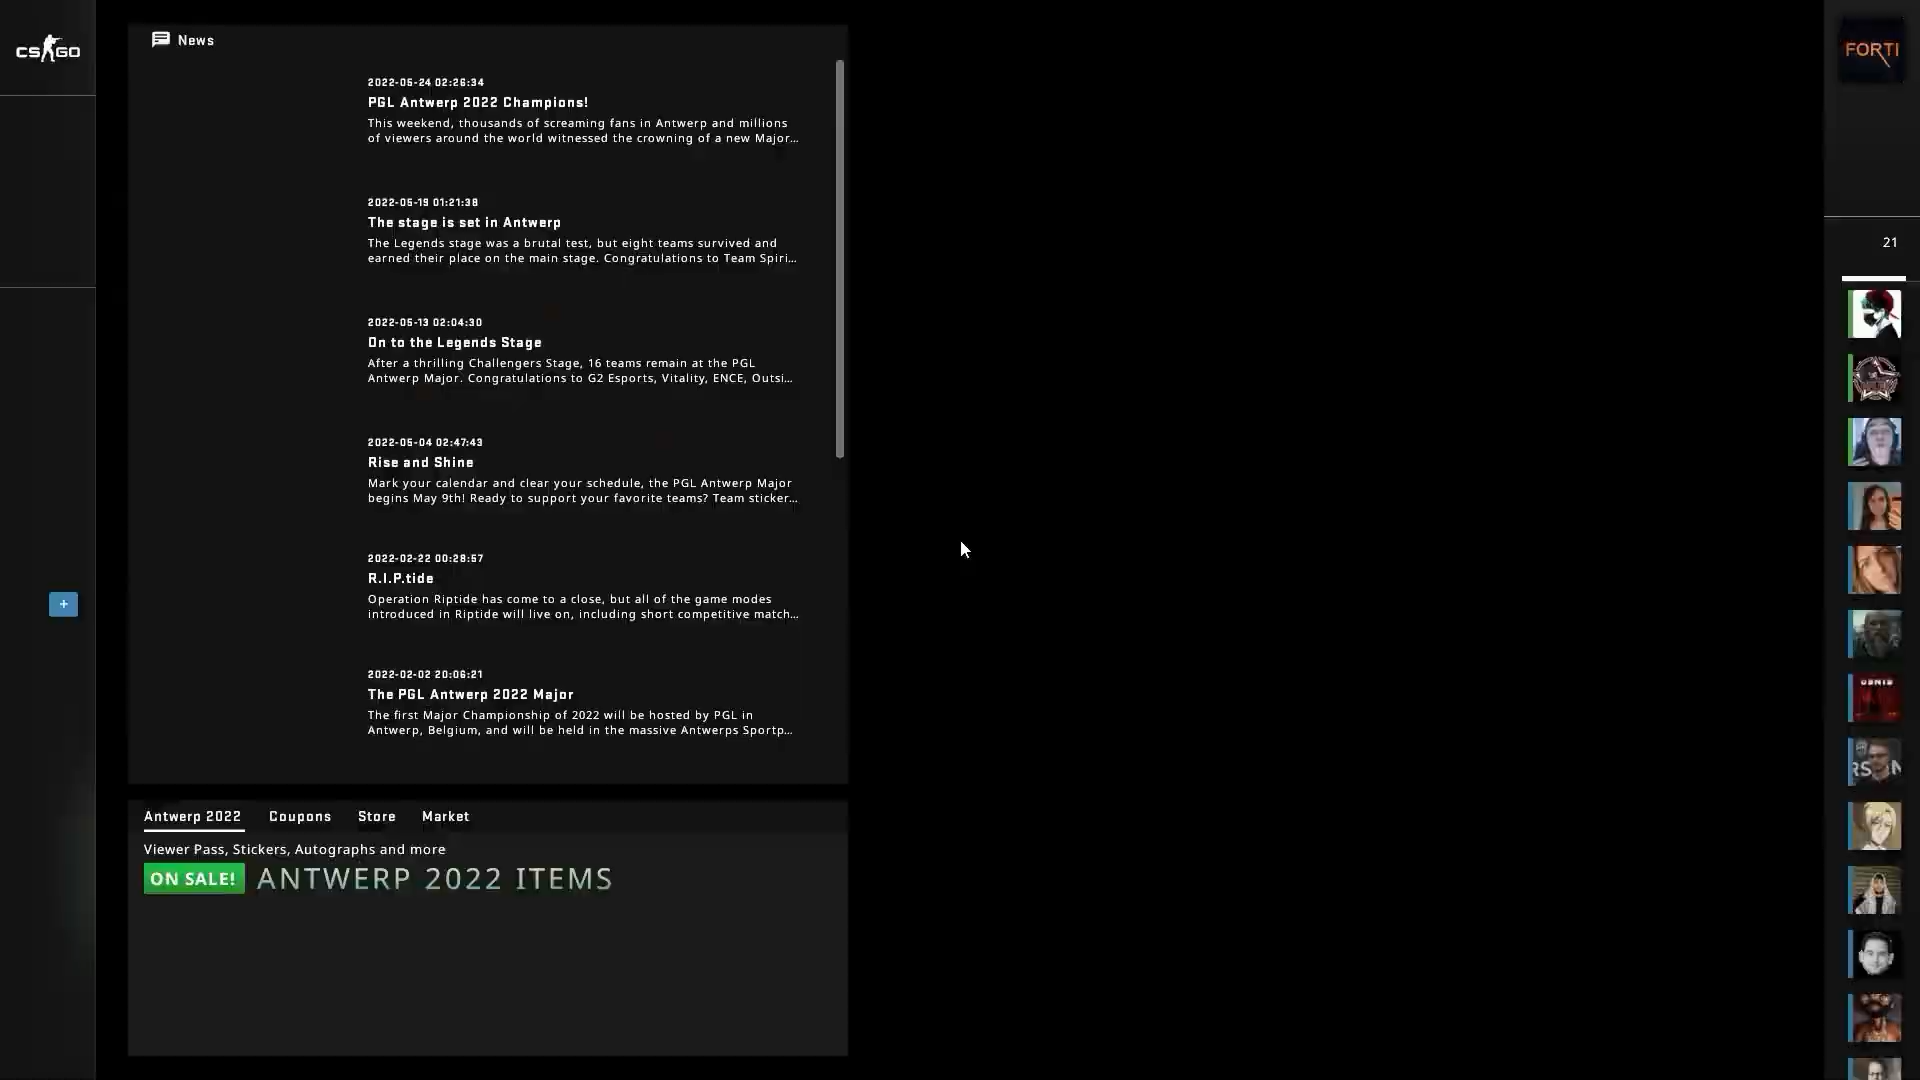 CS GO
News
2022-05-24 02:26:34
PGL Antwerp 2022 Champions!
This weekend, thousands of screaming fans in Antwerp and millions
of viewers around the world witnessed the crowning of a new Major...
2022-05-19 01:21:38
The stage is set in Antwerp
The Legends stage was a brutal test, but eight teams survived and
earned their place on the main stage. Congratulations to Team Spiri...
2022-05-13 02:04:30
On to the Legends Stage
After a thrilling Challengers Stage, 16 teams remain at the PGL
Antwerp Major. Congratulations to G2 Esports, Vitality, ENCE, Outsi...
2022-05-04 02:47:43
Rise and Shine
Mark your calendar and clear your schedule, the PGL Antwerp Major
begins May 9th! Ready to support your favorite teams? Team sticker...
2022-02-22 00:28:57
R.I.P.tide
Operation Riptide has come to a close, but all of the game modes
introduced in Riptide will live on, including short competitive match...
2022-02-02 20:06:21
The PGL Antwerp 2022 Major
The first Major Championship of 2022 will be hosted by PGL in
Antwerp, Belgium, and will be held in the massive Antwerps Sportp...
+
Antwerp 2022 Coupons Store Market
Viewer Pass, Stickers, Autographs and more
ON SALE! ANTWERP 2022 ITEMS
FORTI
21